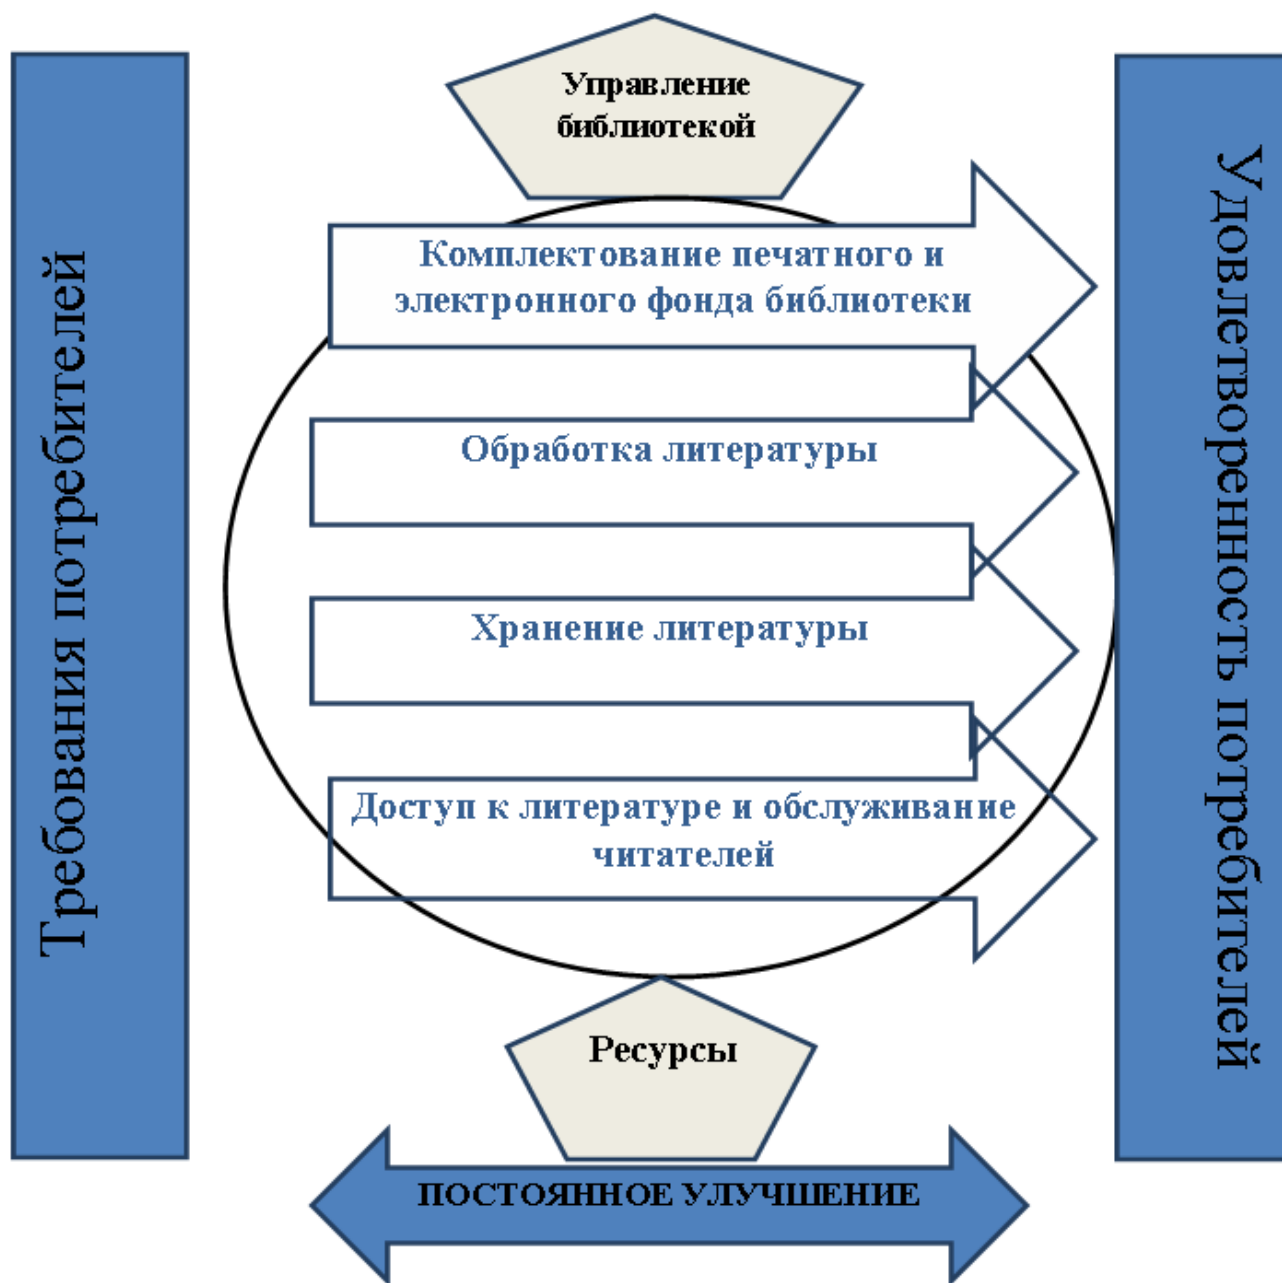 Управление
библиотекой
Требования потребителей
Комплектование печатного и
электронного фонда библиотеки
Обработка литературы
Хранение литературы
Доступ к литературе и обслуживание
читателей
Удовлетворенность потребителей
Ресурсы
ПОСТОЯННОЕ УЛУЧШЕНИЕ